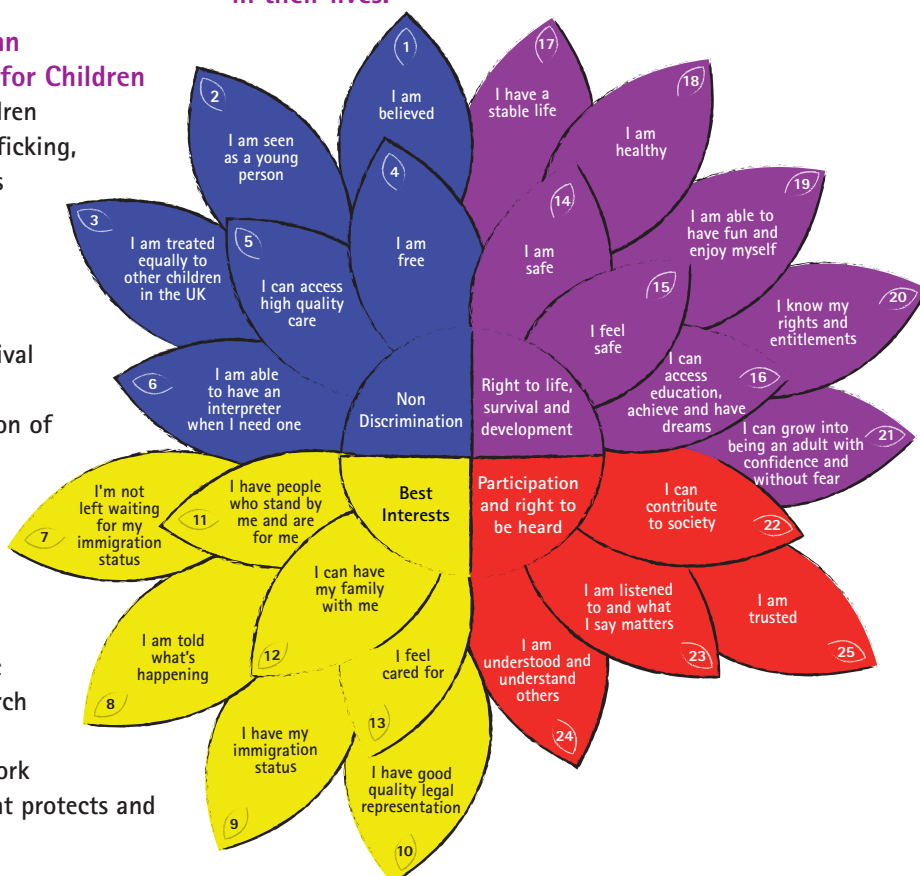 in their lives.
for Children
ficking,
on of
ork
at protects and
1
I am
believed
2
I am seen
as a young
person
3
I am treated
equally to
other children
in the UK
4
I am
free
5
I can access
high quality
care
6
I am able
to have an
interpreter
when I need one
Non
Discrimination
17
I have a
stable life
18
I am
healthy
19
I am able to
have fun and
enjoy myself
14
I am
safe
15
I feel
safe
20
I know my
rights and
entitlements
16
I can
access
education,
achieve and have
dreams
21
I can grow into
being an adult with
confidence and
without fear
Right to life,
survival and
development
Best
Interests
7
I'm not
left waiting
for my
immigration
status
11
I have people
who stand by
me and are
for me
12
I can have
my family
with me
8
I am told
what's
happening
13
I feel
cared for
9
I have my
immigration
status
10
I have good
quality legal
representation
Participation
and right to
be heard
22
I can
contribute
to society
23
I am listened
to and what
I say matters
25
I am
trusted
24
I am
understood and
understand
others